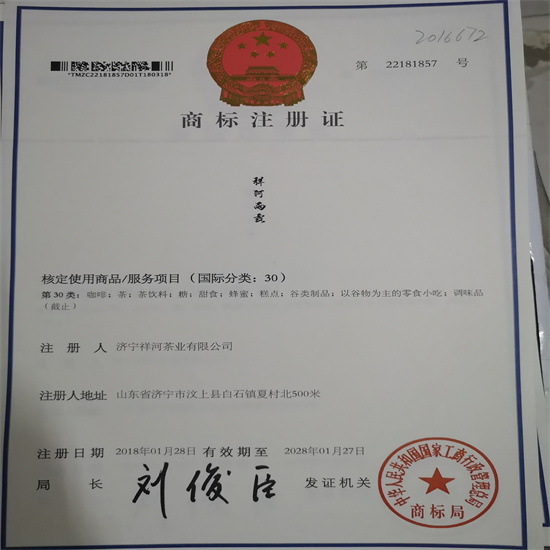 2016672
*TMZC22181857D01T180318*
第 22181857 号
商标注册证
祥河尚霖
核定使用商品/服务项目（国际分类：30）
第30类：咖啡；茶；茶饮料；糖；甜食；蜂蜜；糕点；谷类制品；以谷物为主的零食小吃；调味品
（截止）
注册人 济宁祥河茶业有限公司
注册人地址 山东省济宁市汶上县白石镇夏村北500米
注册日期 2018年01月28日 有效期至 2028年01月27日
局长 刘俊臣 发证机关
中华人民共和国国家工商行政管理总局
商标局